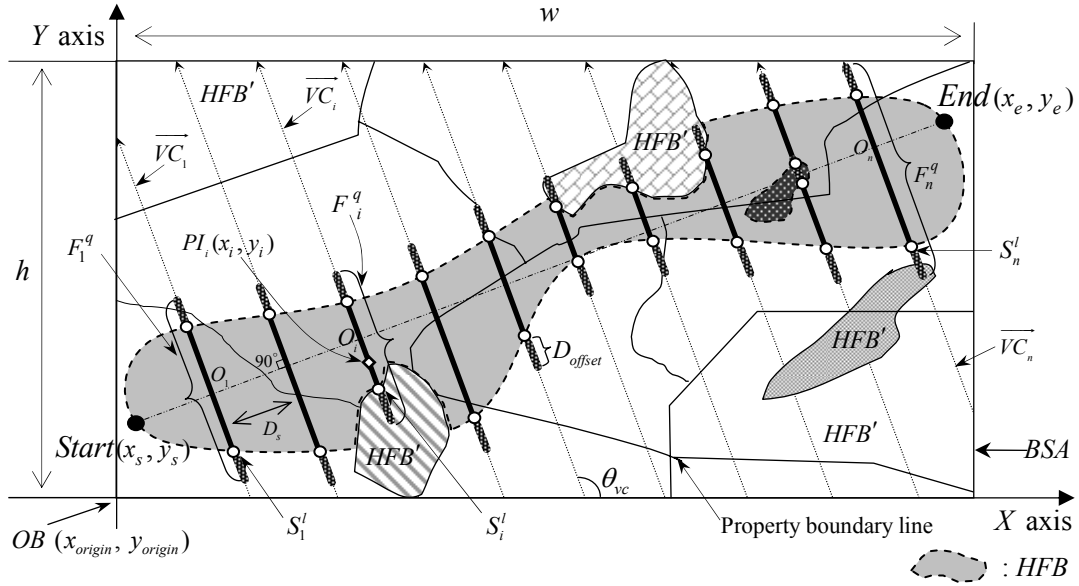 w
Y axis
HFB′
VC_i
End(x_e, y_e)
VC_1
HFB′
O_n
F_n^q
F_i^q
F_1^q
PI_i(x_i, y_i)
h
S_n^l
O_i
90°
O_1
D_offset
HFB′
VC_n
D_s
Start(x_s, y_s)
HFB′
HFB′
BSA
θ_vc
X axis
OB (x_origin, y_origin)
S_1^l
S_i^l
Property boundary line
: HFB